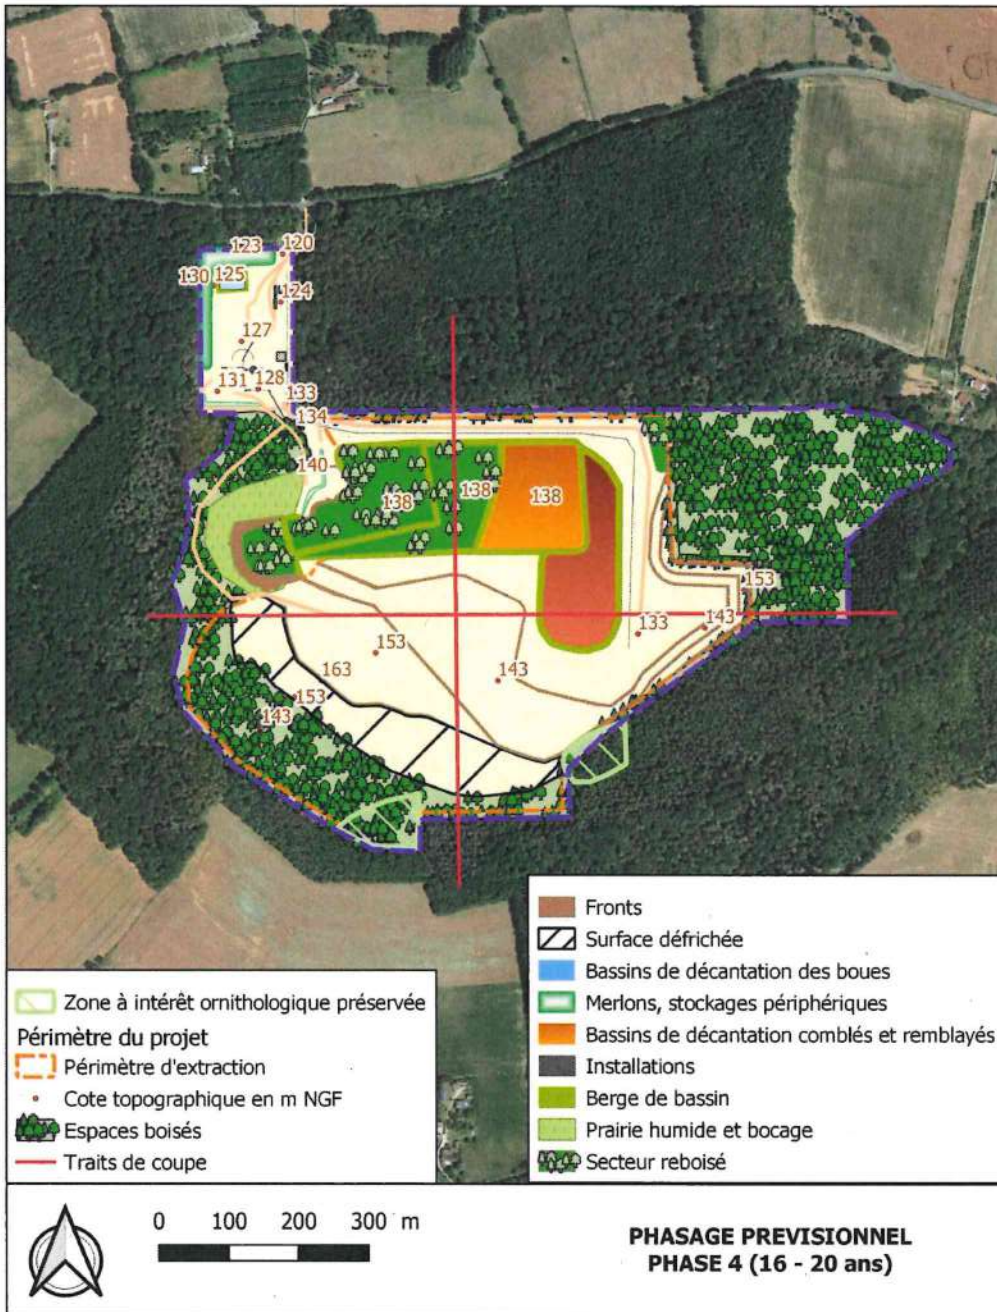 123
120
130
125
124
127
131
128
133
134
140
138
138
138
153
153
133
143
163
143
153
143
Zone à intérêt ornithologique préservée
Périmètre du projet
Périmètre d'extraction
Cote topographique en m NGF
Espaces boisés
Traits de coupe
Fronts
Surface défrichée
Bassins de décantation des boues
Merlons, stockages périphériques
Bassins de décantation comblés et remblayés
Installations
Berge de bassin
Prairie humide et bocage
Secteur reboisé
0 100 200 300 m
PHASAGE PREVISIONNEL
PHASE 4 (16 - 20 ans)